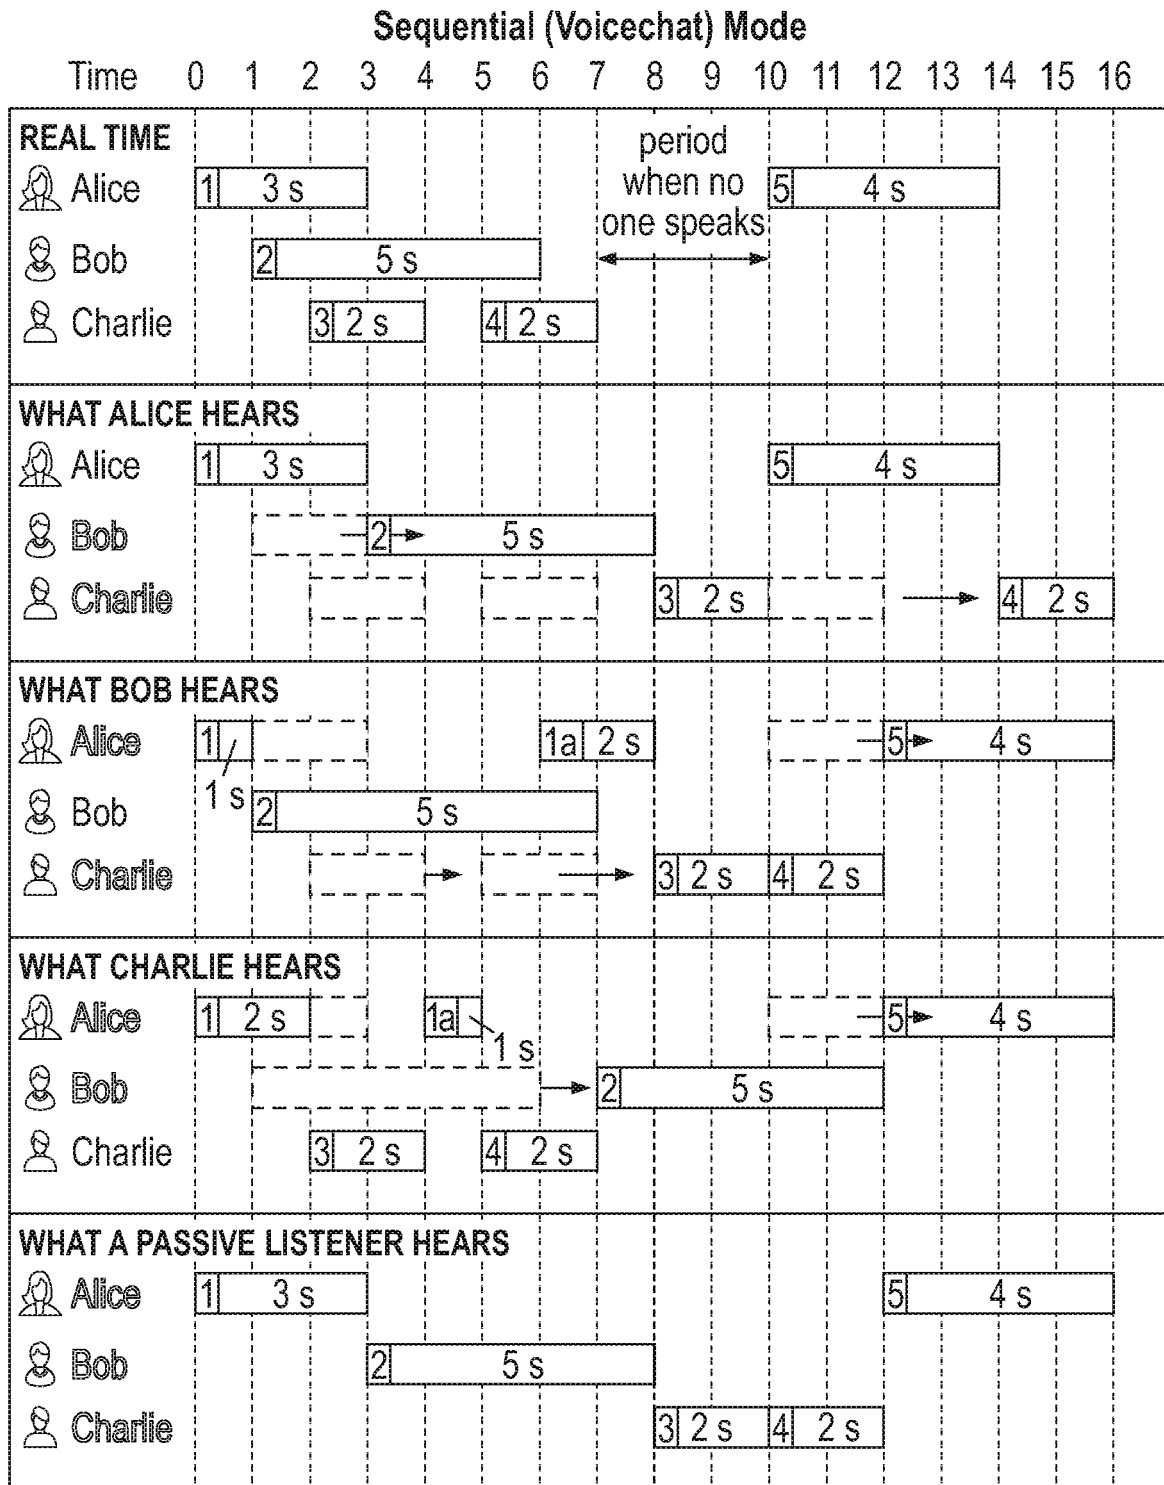 Sequential (Voicechat) Mode
Time 0 1 2 3 4 5 6 7 8 9 10 11 12 13 14 15 16
REAL TIME
period
when no
one speaks
Alice 1 3 s 5 4 s
Bob 2 5 s
Charlie 3 2 s 4 2 s
WHAT ALICE HEARS
Alice 1 3 s 5 4 s
Bob 2 5 s
Charlie 3 2 s 4 2 s
WHAT BOB HEARS
Alice 1 1a 2 s 5 4 s
1 s
Bob 2 5 s
Charlie 3 2 s 4 2 s
WHAT CHARLIE HEARS
Alice 1 2 s 1a 5 4 s
1 s
Bob 2 5 s
Charlie 3 2 s 4 2 s
WHAT A PASSIVE LISTENER HEARS
Alice 1 3 s 5 4 s
Bob 2 5 s
Charlie 3 2 s 4 2 s